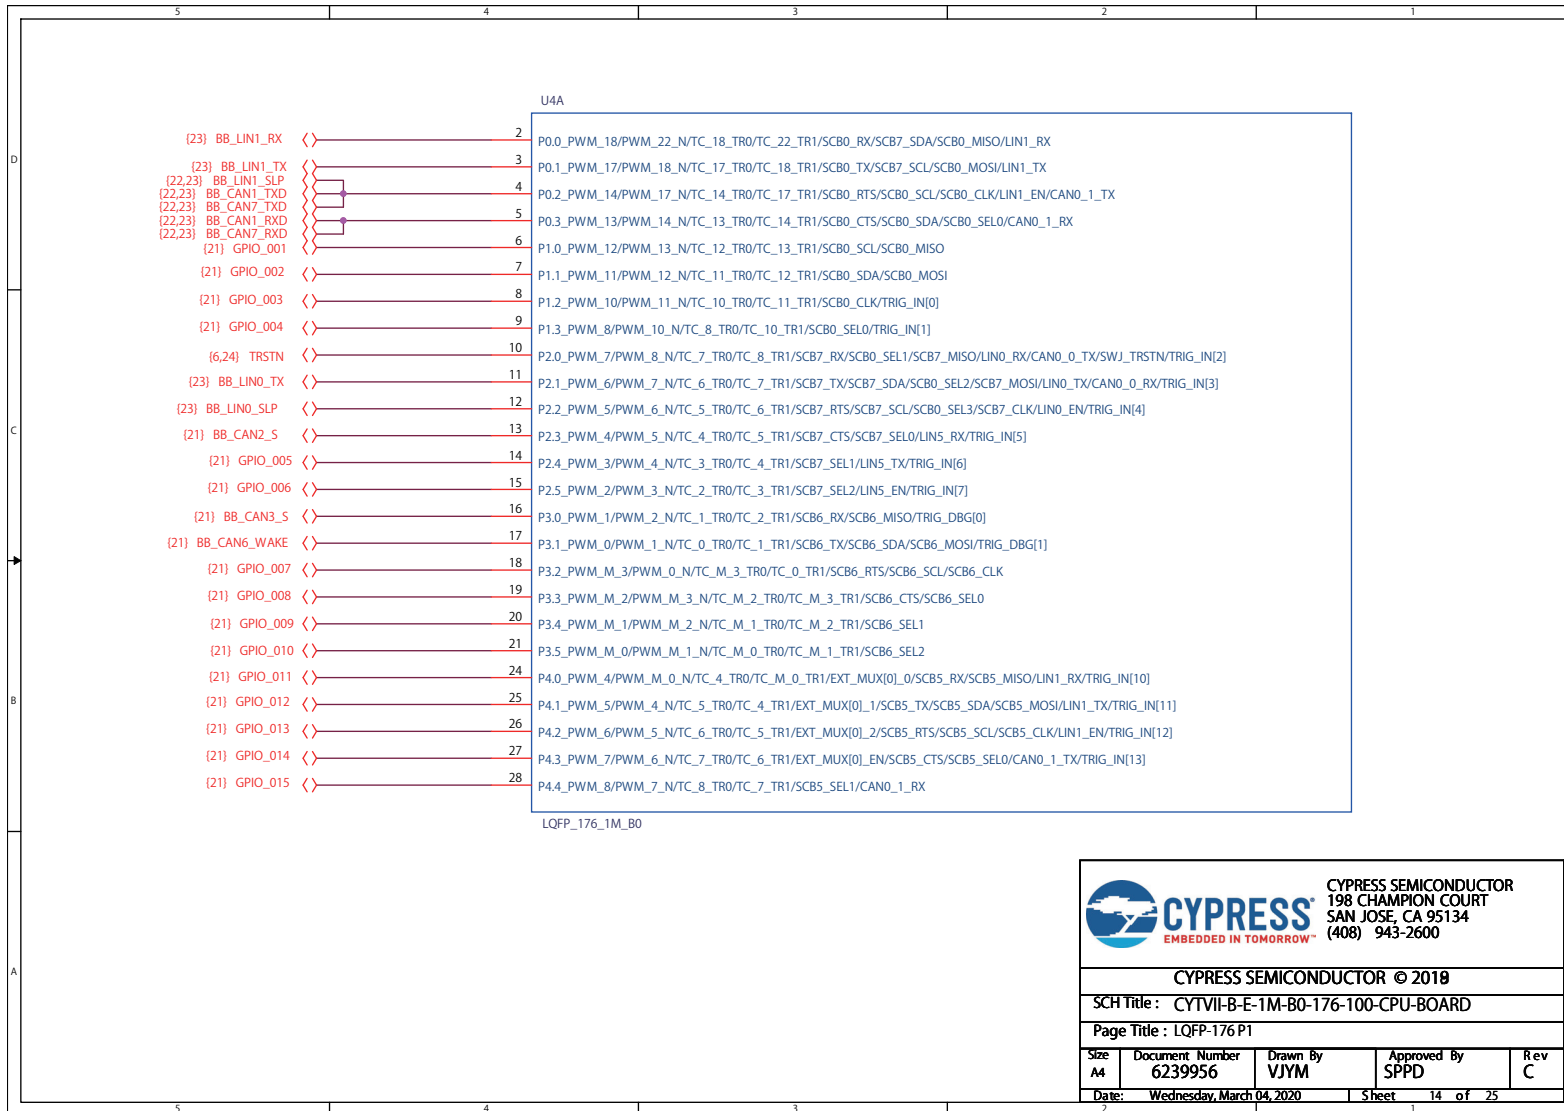 5 4 3 2 1
U4A
{23} BB_LIN1_RX 2 P0.0_PWM_18/PWM_22_N/TC_18_TR0/TC_22_TR1/SCB0_RX/SCB7_SDA/SCB0_MISO/LIN1_RX
D
{23} BB_LIN1_TX 3 P0.1_PWM_17/PWM_18_N/TC_17_TR0/TC_18_TR1/SCB0_TX/SCB7_SCL/SCB0_MOSI/LIN1_TX
{22,23} BB_LIN1_SLP
{22,23} BB_CAN1_TXD 4 P0.2_PWM_14/PWM_17_N/TC_14_TR0/TC_17_TR1/SCB0_RTS/SCB0_SCL/SCB0_CLK/LIN1_EN/CAN0_1_TX
{22,23} BB_CAN7_TXD
{22,23} BB_CAN1_RXD 5 P0.3_PWM_13/PWM_14_N/TC_13_TR0/TC_14_TR1/SCB0_CTS/SCB0_SDA/SCB0_SEL0/CAN0_1_RX
{22,23} BB_CAN7_RXD
{21} GPIO_001 6 P1.0_PWM_12/PWM_13_N/TC_12_TR0/TC_13_TR1/SCB0_SCL/SCB0_MISO
{21} GPIO_002 7 P1.1_PWM_11/PWM_12_N/TC_11_TR0/TC_12_TR1/SCB0_SDA/SCB0_MOSI
{21} GPIO_003 8 P1.2_PWM_10/PWM_11_N/TC_10_TR0/TC_11_TR1/SCB0_CLK/TRIG_IN[0]
{21} GPIO_004 9 P1.3_PWM_8/PWM_10_N/TC_8_TR0/TC_10_TR1/SCB0_SEL0/TRIG_IN[1]
{6,24} TRSTN 10 P2.0_PWM_7/PWM_8_N/TC_7_TR0/TC_8_TR1/SCB7_RX/SCB0_SEL1/SCB7_MISO/LIN0_RX/CAN0_0_TX/SWJ_TRSTN/TRIG_IN[2]
{23} BB_LIN0_TX 11 P2.1_PWM_6/PWM_7_N/TC_6_TR0/TC_7_TR1/SCB7_TX/SCB7_SDA/SCB0_SEL2/SCB7_MOSI/LIN0_TX/CAN0_0_RX/TRIG_IN[3]
{23} BB_LIN0_SLP 12 P2.2_PWM_5/PWM_6_N/TC_5_TR0/TC_6_TR1/SCB7_RTS/SCB7_SCL/SCB0_SEL3/SCB7_CLK/LIN0_EN/TRIG_IN[4]
C
{21} BB_CAN2_S 13 P2.3_PWM_4/PWM_5_N/TC_4_TR0/TC_5_TR1/SCB7_CTS/SCB7_SEL0/LIN5_RX/TRIG_IN[5]
{21} GPIO_005 14 P2.4_PWM_3/PWM_4_N/TC_3_TR0/TC_4_TR1/SCB7_SEL1/LIN5_TX/TRIG_IN[6]
{21} GPIO_006 15 P2.5_PWM_2/PWM_3_N/TC_2_TR0/TC_3_TR1/SCB7_SEL2/LIN5_EN/TRIG_IN[7]
{21} BB_CAN3_S 16 P3.0_PWM_1/PWM_2_N/TC_1_TR0/TC_2_TR1/SCB6_RX/SCB6_MISO/TRIG_DBG[0]
{21} BB_CAN6_WAKE 17 P3.1_PWM_0/PWM_1_N/TC_0_TR0/TC_1_TR1/SCB6_TX/SCB6_SDA/SCB6_MOSI/TRIG_DBG[1]
{21} GPIO_007 18 P3.2_PWM_M_3/PWM_0_N/TC_M_3_TR0/TC_0_TR1/SCB6_RTS/SCB6_SCL/SCB6_CLK
{21} GPIO_008 19 P3.3_PWM_M_2/PWM_M_3_N/TC_M_2_TR0/TC_M_3_TR1/SCB6_CTS/SCB6_SEL0
{21} GPIO_009 20 P3.4_PWM_M_1/PWM_M_2_N/TC_M_1_TR0/TC_M_2_TR1/SCB6_SEL1
{21} GPIO_010 21 P3.5_PWM_M_0/PWM_M_1_N/TC_M_0_TR0/TC_M_1_TR1/SCB6_SEL2
{21} GPIO_011 24 P4.0_PWM_4/PWM_M_0_N/TC_4_TR0/TC_M_0_TR1/EXT_MUX[0]_0/SCB5_RX/SCB5_MISO/LIN1_RX/TRIG_IN[10]
B
{21} GPIO_012 25 P4.1_PWM_5/PWM_4_N/TC_5_TR0/TC_4_TR1/EXT_MUX[0]_1/SCB5_TX/SCB5_SDA/SCB5_MOSI/LIN1_TX/TRIG_IN[11]
{21} GPIO_013 26 P4.2_PWM_6/PWM_5_N/TC_6_TR0/TC_5_TR1/EXT_MUX[0]_2/SCB5_RTS/SCB5_SCL/SCB5_CLK/LIN1_EN/TRIG_IN[12]
{21} GPIO_014 27 P4.3_PWM_7/PWM_6_N/TC_7_TR0/TC_6_TR1/EXT_MUX[0]_EN/SCB5_CTS/SCB5_SEL0/CAN0_1_TX/TRIG_IN[13]
{21} GPIO_015 28 P4.4_PWM_8/PWM_7_N/TC_8_TR0/TC_7_TR1/SCB5_SEL1/CAN0_1_RX
LQFP_176_1M_B0
A
CYPRESS
EMBEDDED IN TOMORROW™
CYPRESS SEMICONDUCTOR
198 CHAMPION COURT
SAN JOSE, CA 95134
(408) 943-2600
CYPRESS SEMICONDUCTOR ©
SCH Title : CYTVII-B-E-1M-B0-176-100-CPU-BOARD
Page Title : LQFP-176 P1
Size Document Number Drawn By Approved By Rev
A4 6239956 VJYM SPPD C
Date: Wednesday, March 04, 2020 Sheet 14 of 25
5 4 3 2 1